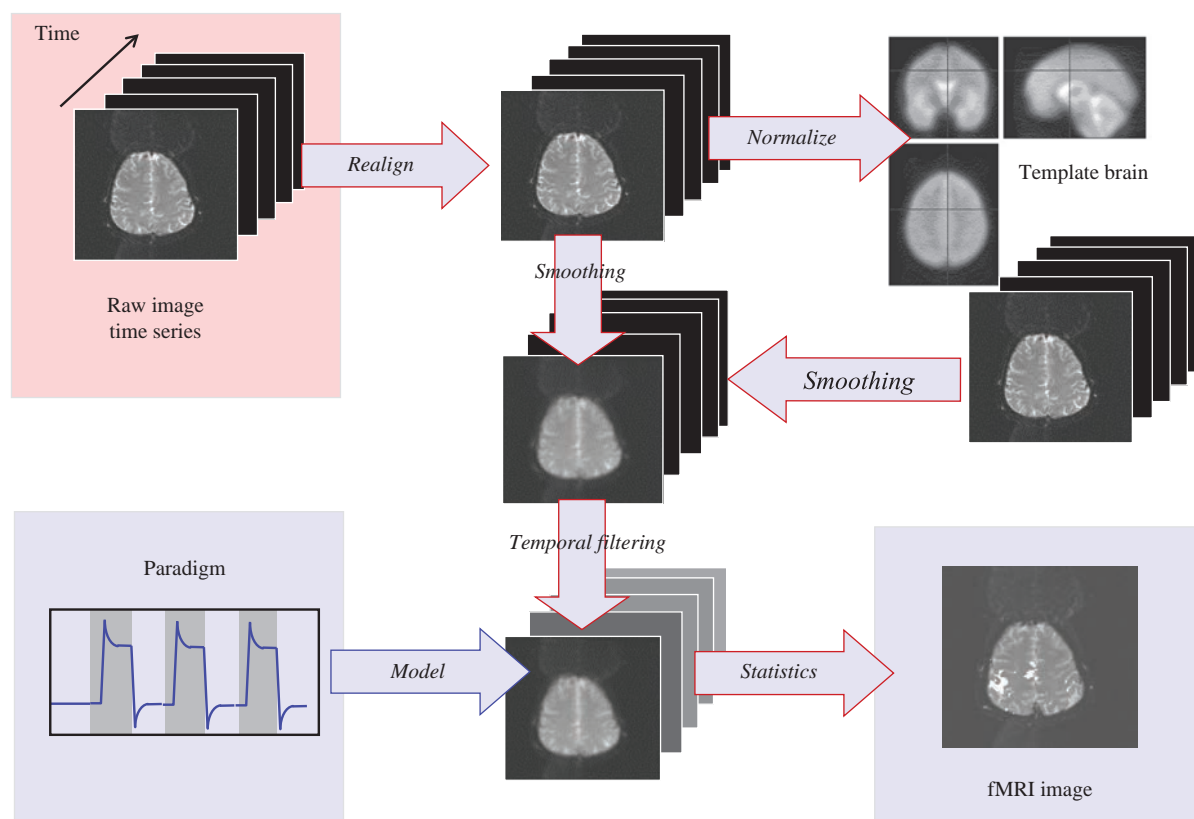 Time
Realign
Normalize
Template brain
Raw image
time series
Smoothing
Smoothing
Temporal filtering
Paradigm
Model
Statistics
fMRI image